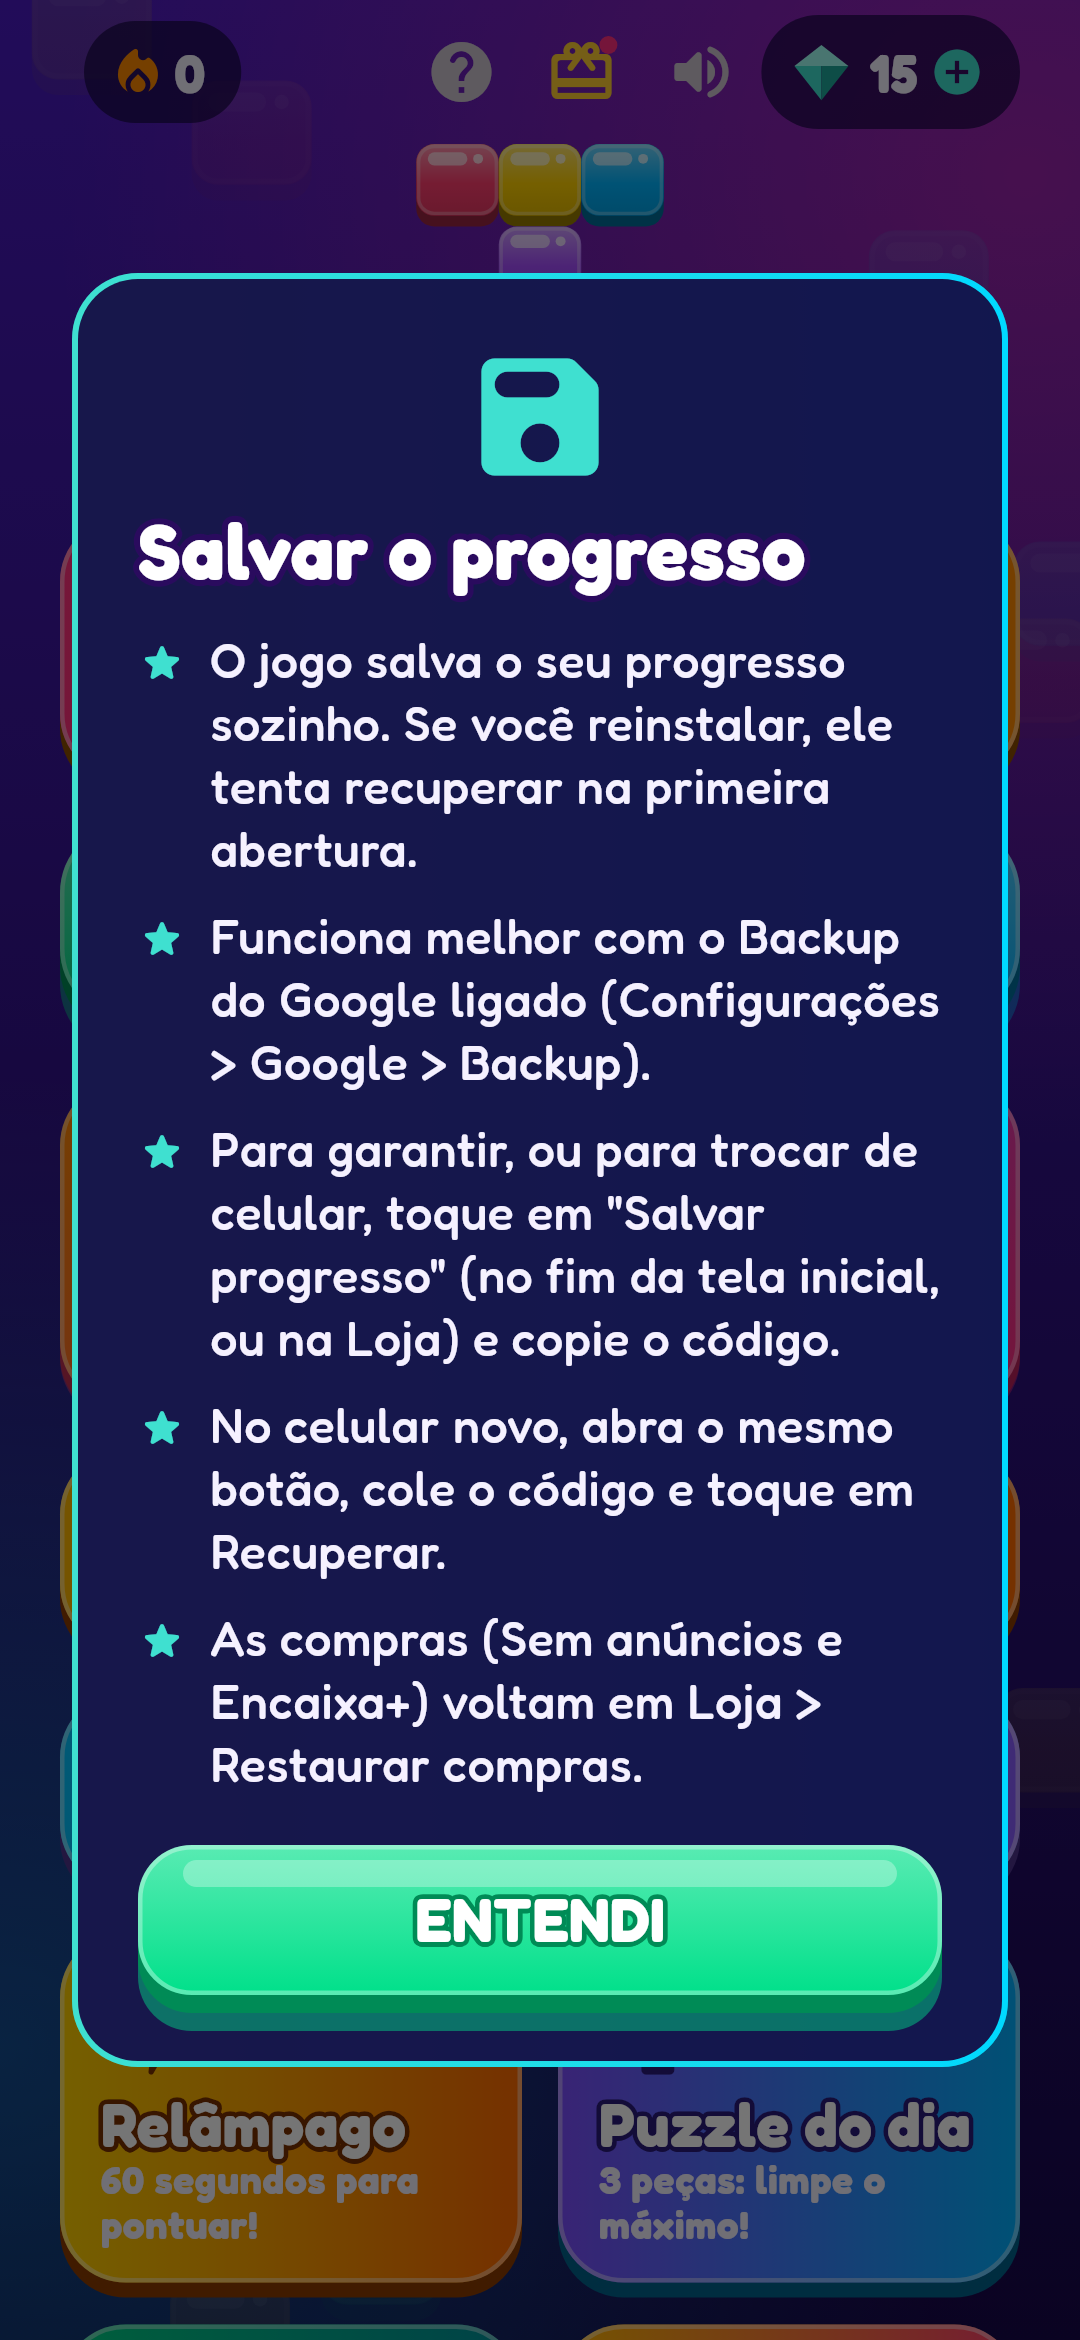 0
15
Salvar o progresso
O jogo salva o seu progresso
sozinho. Se você reinstalar, ele
tenta recuperar na primeira
abertura.
Funciona melhor com o Backup
do Google ligado (Configurações
> Google > Backup).
Para garantir, ou para trocar de
celular, toque em "Salvar
progresso" (no fim da tela inicial,
ou na Loja) e copie o código.
No celular novo, abra o mesmo
botão, cole o código e toque em
Recuperar.
As compras (Sem anúncios e
Encaixa+) voltam em Loja >
Restaurar compras.
ENTENDI
Relâmpago
60 segundos para
pontuar!
Puzzle do dia
3 peças: limpe o
máximo!